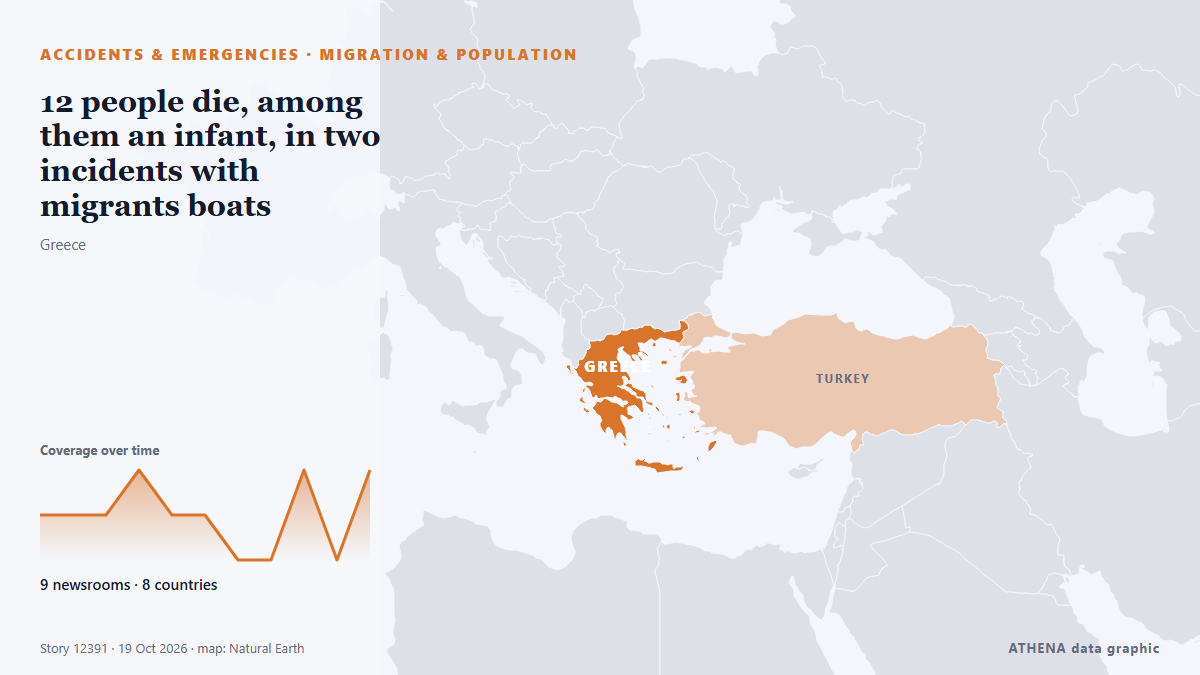 ACCIDENTS & EMERGENCIES · MIGRATION & POPULATION
12 people die, among
them an infant, in two
incidents with
migrants boats
Greece
GREECE
TURKEY
Coverage over time
9 newsrooms · 8 countries
Story 12391 · 19 Oct 2026 · map: Natural Earth
ATHENA data graphic